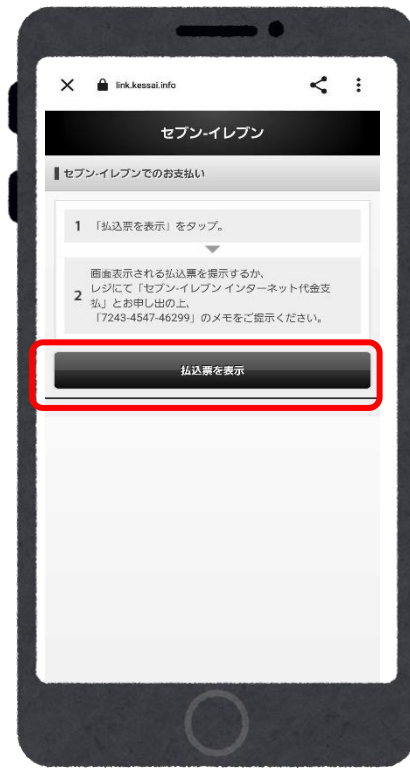 link.kessai.info
セブン-イレブン
セブン-イレブンでのお支払い
1 「払込票を表示」をタップ。
2 画面表示される払込票を提示するか、
レジにて「セブン-イレブン インターネット代金支
払」とお申し出の上、
「7243-4547-46299」のメモをご提示ください。
払込票を表示